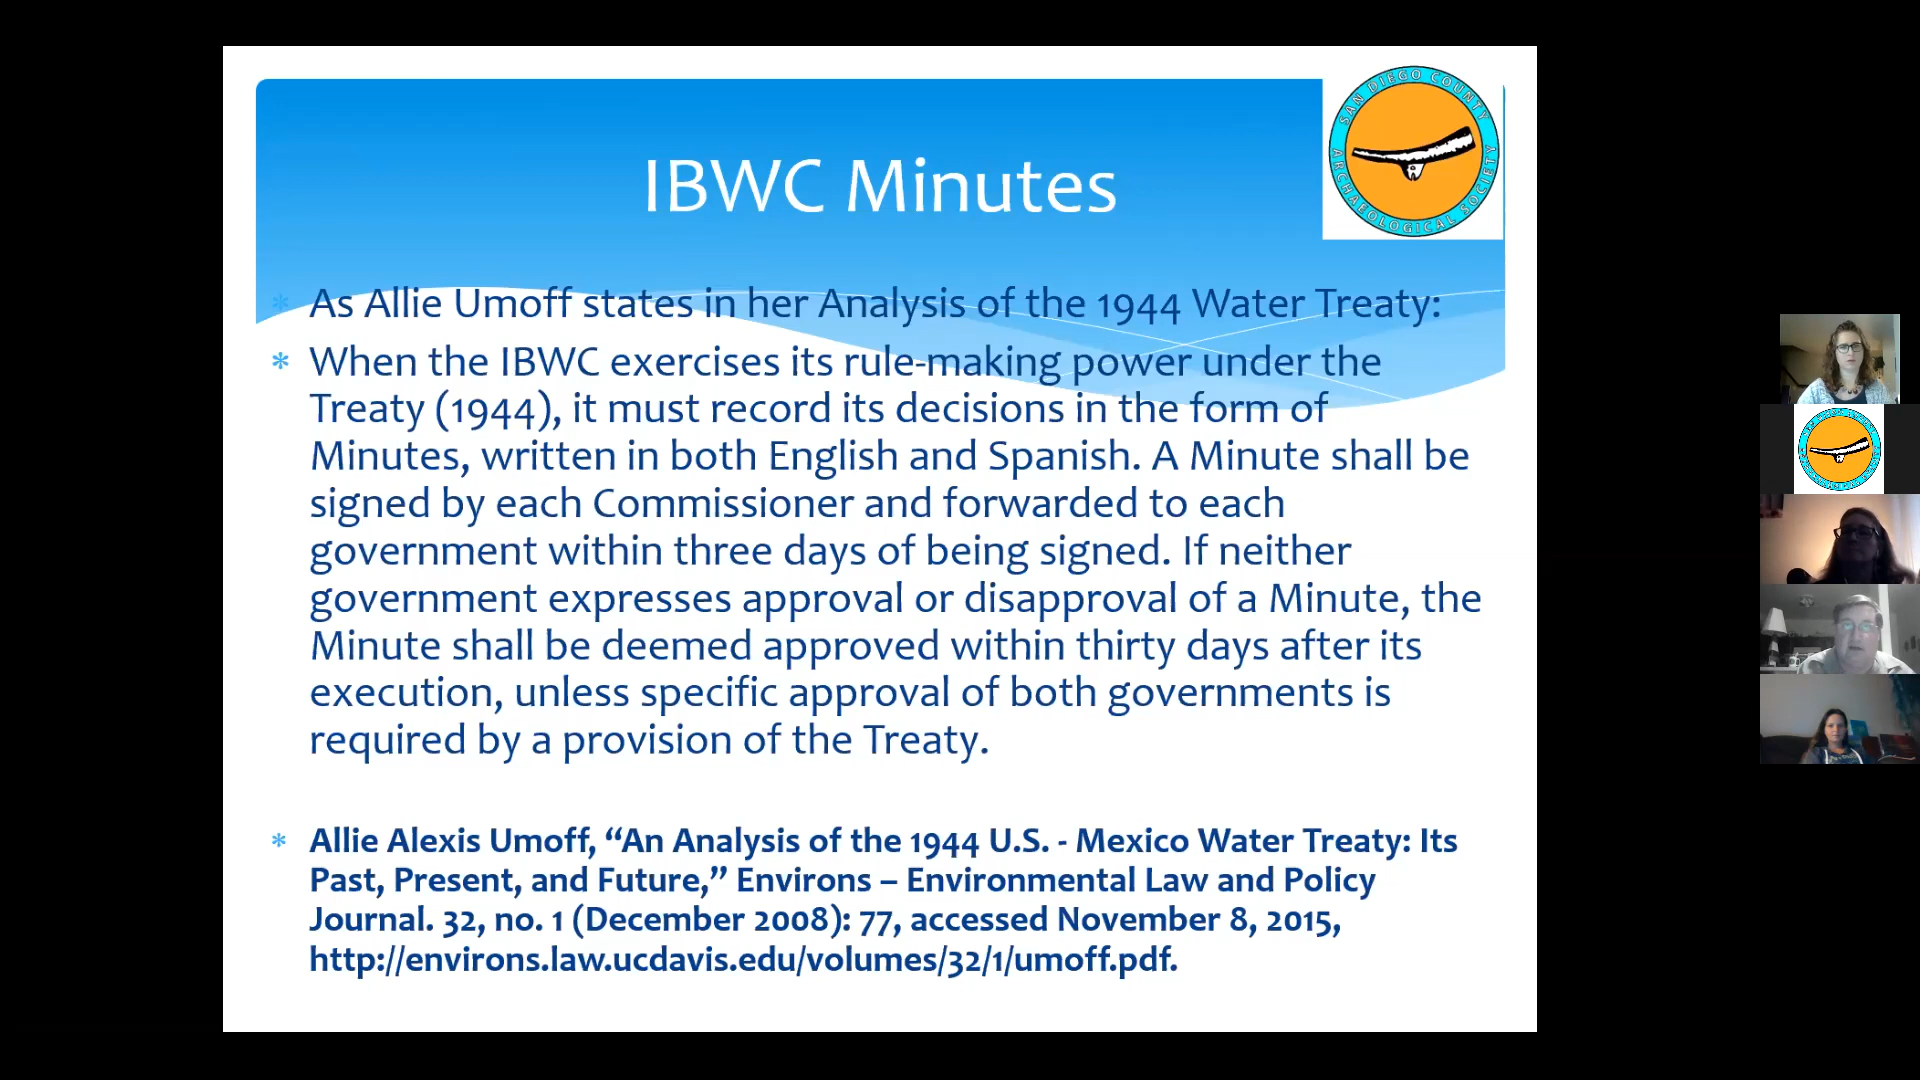 IBWC Minutes
SAN DIEGO COUNTY
ARCHAEOLOGICAL SOCIETY
* As Allie Umoff states in her Analysis of the 1944 Water Treaty:
* When the IBWC exercises its rule-making power under the
Treaty (1944), it must record its decisions in the form of
Minutes, written in both English and Spanish. A Minute shall be
signed by each Commissioner and forwarded to each
government within three days of being signed. If neither
government expresses approval or disapproval of a Minute, the
Minute shall be deemed approved within thirty days after its
execution, unless specific approval of both governments is
required by a provision of the Treaty.
* Allie Alexis Umoff, “An Analysis of the 1944 U.S. - Mexico Water Treaty: Its
Past, Present, and Future,” Environs – Environmental Law and Policy
Journal. 32, no. 1 (December 2008): 77, accessed November 8, 2015,
http://environs.law.ucdavis.edu/volumes/32/1/umoff.pdf.